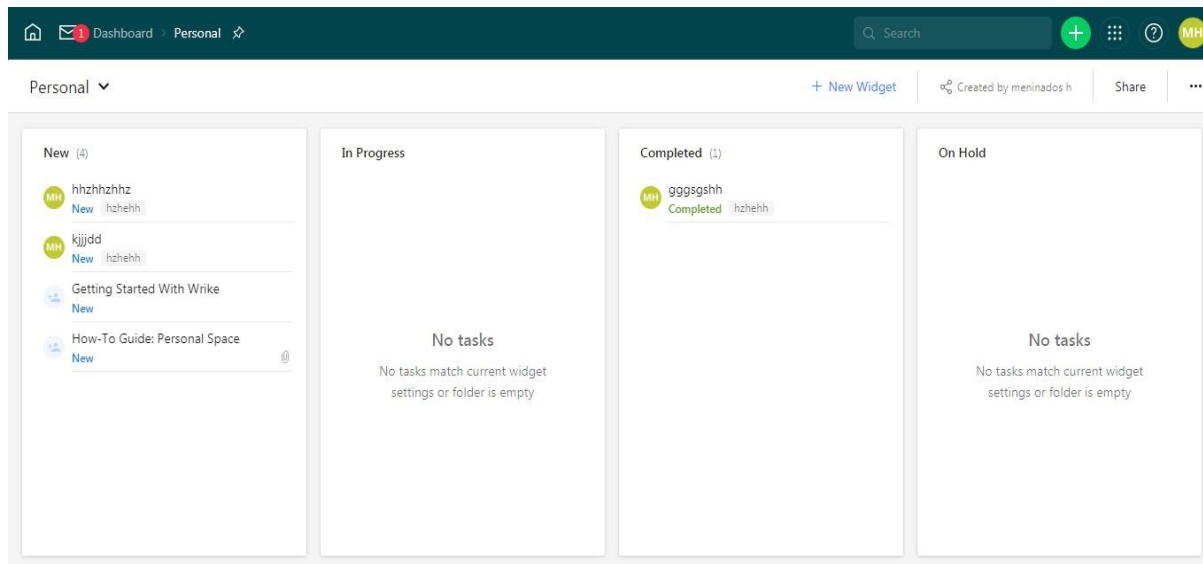 1 Dashboard > Personal Search + ? MH
Personal + New Widget Created by meninados h Share ...
New (4)
MH hhzhhzhhz
New hzhehh
MH kjjjdd
New hzhehh
Getting Started With Wrike
New
How-To Guide: Personal Space
New
In Progress
No tasks
No tasks match current widget
settings or folder is empty
Completed (1)
MH gggsgshh
Completed hzhehh
On Hold
No tasks
No tasks match current widget
settings or folder is empty